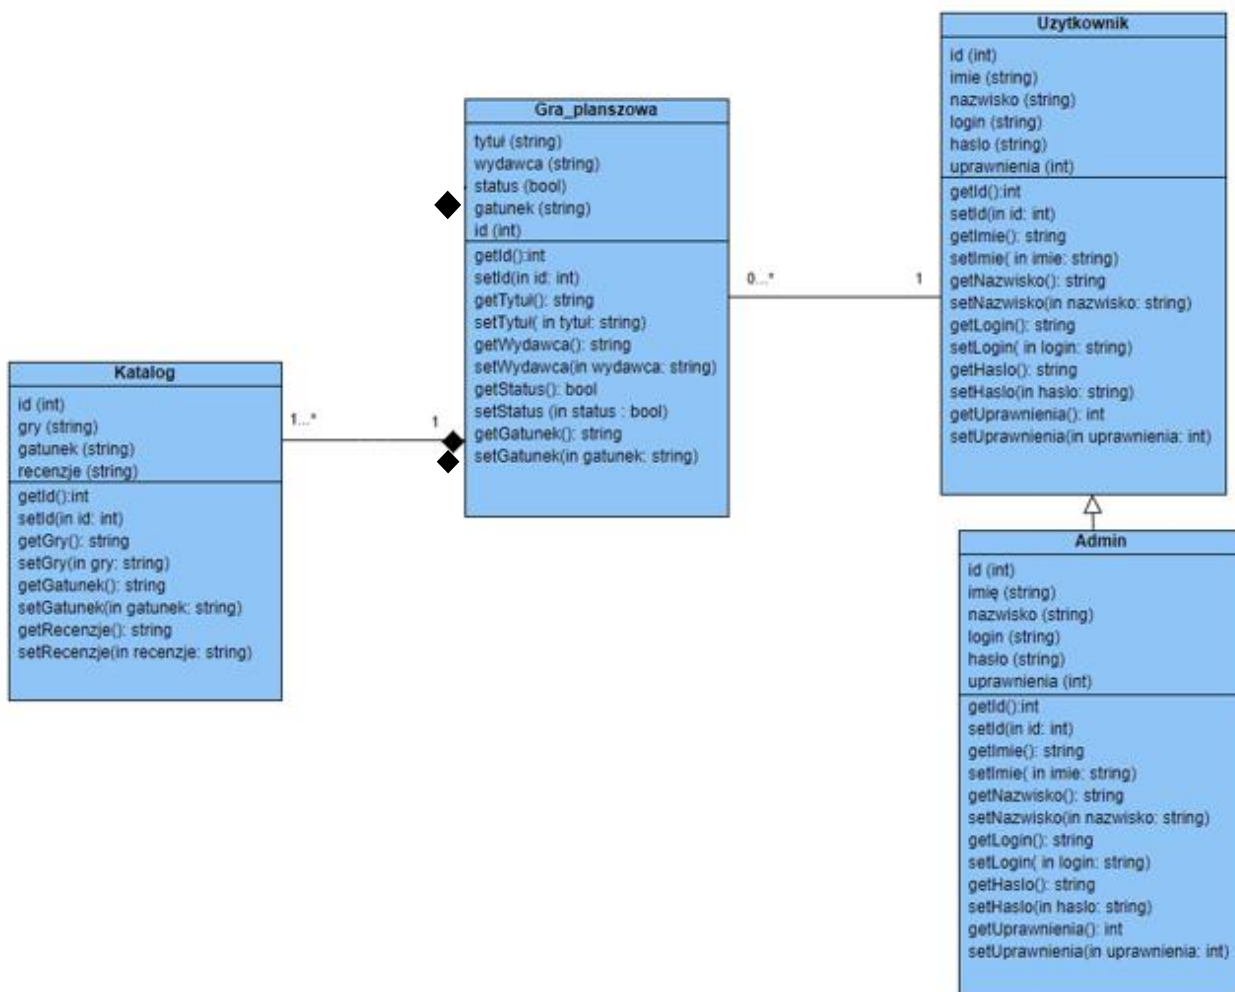 Uzytkownik
id (int)
imie (string)
nazwisko (string)
login (string)
haslo (string)
uprawnienia (int)
getId():int
setId(in id: int)
getImie(): string
setImie( in imie: string)
getNazwisko(): string
setNazwisko(in nazwisko: string)
getLogin(): string
setLogin( in login: string)
getHaslo(): string
setHaslo(in haslo: string)
getUprawnienia(): int
setUprawnienia(in uprawnienia: int)
Gra_planszowa
tytuł (string)
wydawca (string)
status (bool)
gatunek (string)
id (int)
getId():int
setId(in id: int)
getTytuł(): string
setTytuł( in tytuł: string)
getWydawca(): string
setWydawca(in wydawca: string)
getStatus(): bool
setStatus (in status : bool)
getGatunek(): string
setGatunek(in gatunek: string)
0...*
1
Katalog
id (int)
gry (string)
gatunek (string)
recenzje (string)
getId():int
setId(in id: int)
getGry(): string
setGry(in gry: string)
getGatunek(): string
setGatunek(in gatunek: string)
getRecenzje(): string
setRecenzje(in recenzje: string)
1...*
1
Admin
id (int)
imię (string)
nazwisko (string)
login (string)
hasło (string)
uprawnienia (int)
getId():int
setId(in id: int)
getImie(): string
setImie( in imie: string)
getNazwisko(): string
setNazwisko(in nazwisko: string)
getLogin(): string
setLogin( in login: string)
getHaslo(): string
setHaslo(in haslo: string)
getUprawnienia(): int
setUprawnienia(in uprawnienia: int)